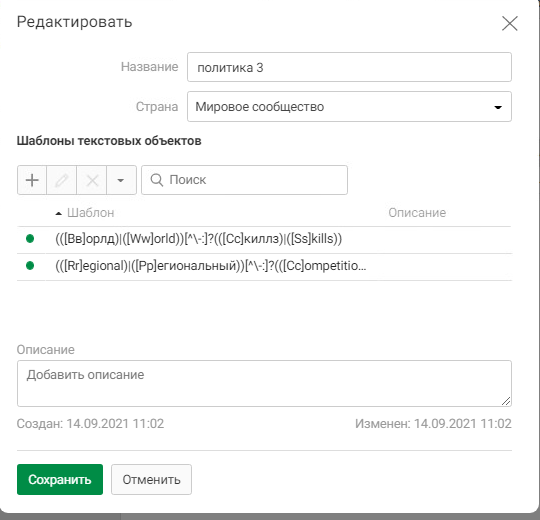 Редактировать
Название политика 3
Страна Мировое сообщество
Шаблоны текстовых объектов
Поиск
Шаблон Описание
(([Вв]орлд)|([Ww]orld))[^\-:]?(([Сс]киллз)|([Ss]kills))
(([Rr]egional)|([Рр]егиональный))[^\-:]?(([Cc]ompetitio...
Описание
Добавить описание
Создан: 14.09.2021 11:02 Изменен: 14.09.2021 11:02
Сохранить Отменить